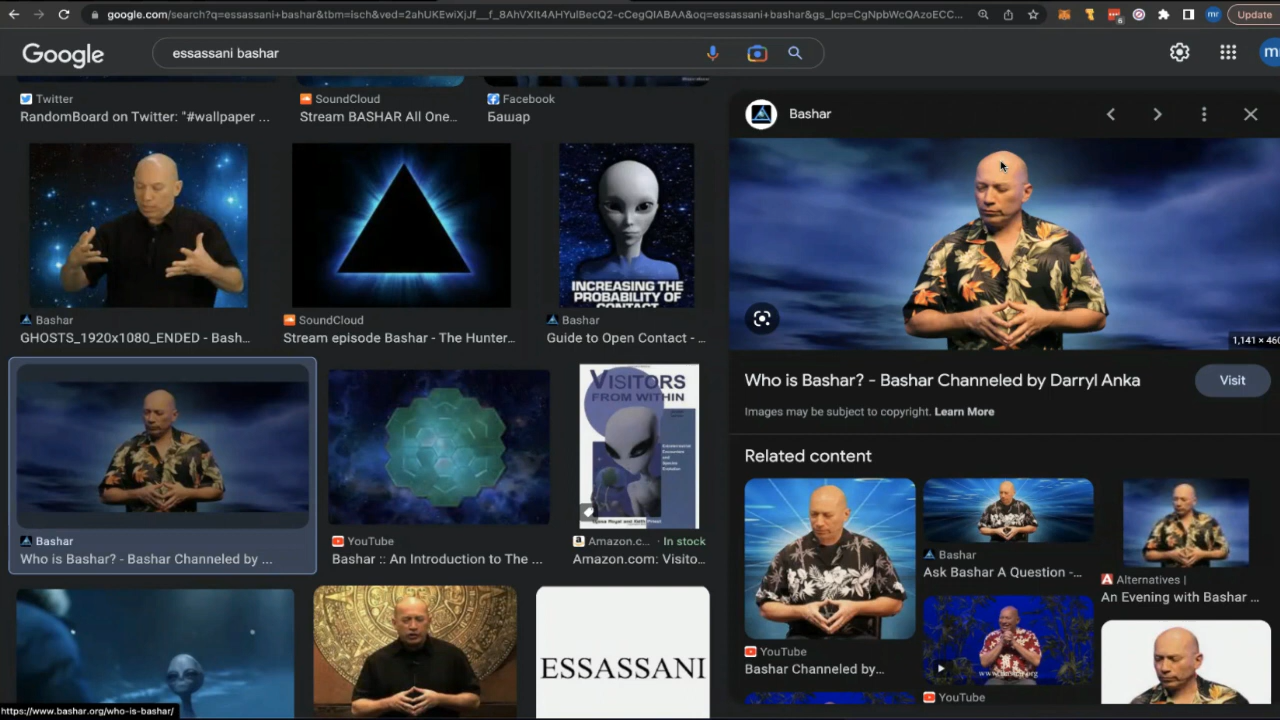 google.com/search?q=essassani+bashar&tbm=isch&ved=2ahUKEwiXjJf__f_8AhVXIt4AHYulBecQ2-cCegQIABAA&oq=essassani+bashar&gs_lcp=CgNpbWcQAzoECC...
Update
Google
essassani bashar
mr
Twitter
RandomBoard on Twitter: "#wallpaper ...
SoundCloud
Stream BASHAR All One...
Facebook
Башар
INCREASING THE
PROBABILITY OF
CONTACT
Bashar
GHOSTS_1920x1080_ENDED - Bash...
SoundCloud
Stream episode Bashar - The Hunter...
Bashar
Guide to Open Contact - ...
VISITORS
FROM WITHIN
Bashar
Who is Bashar? - Bashar Channeled by ...
YouTube
Bashar :: An Introduction to The ...
Amazon.c... · In stock
Amazon.com: Visito...
ESSASSANI
https://www.bashar.org/who-is-bashar/
Bashar
1,141 × 460
Who is Bashar? - Bashar Channeled by Darryl Anka
Visit
Images may be subject to copyright. Learn More
Related content
YouTube
Bashar Channeled by...
Bashar
Ask Bashar A Question -...
YouTube
Alternatives |
An Evening with Bashar ...